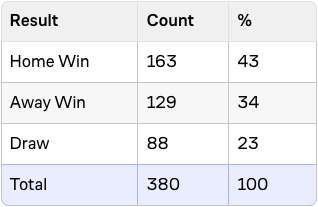 Result Count %
Home Win 163 43
Away Win 129 34
Draw 88 23
Total 380 100